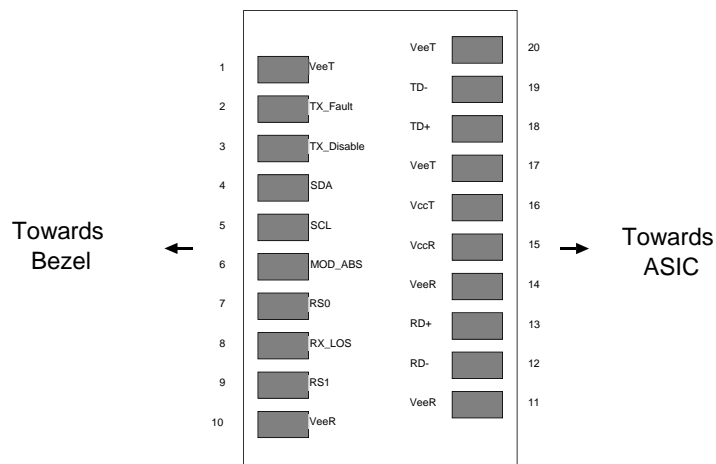 VeeT 20
1 VeeT
TD- 19
2 TX_Fault
TD+ 18
3 TX_Disable
VeeT 17
4 SDA
VccT 16
5 SCL
VccR 15
6 MOD_ABS
VeeR 14
7 RS0
RD+ 13
8 RX_LOS
RD- 12
9 RS1
VeeR 11
10 VeeR
Towards
Bezel
Towards
ASIC